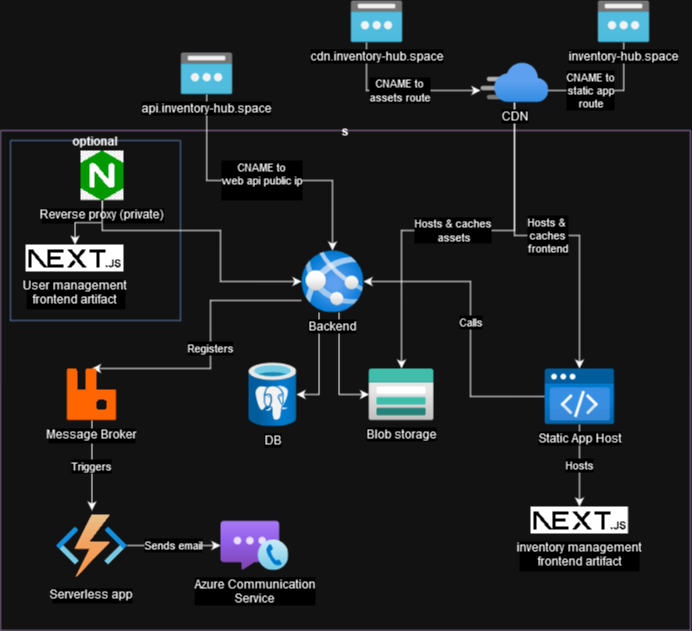 cdn.inventory-hub.space
inventory-hub.space
api.inventory-hub.space
CNAME to
assets route
CNAME to
static app
route
CDN
s
optional
N
Reverse proxy (private)
CNAME to
web api public ip
NEXT.JS
User management
frontend artifact
Hosts & caches
assets
Hosts &
caches
frontend
Backend
Calls
Registers
Message Broker
DB
Blob storage
Static App Host
Triggers
Hosts
NEXT.JS
inventory management
frontend artifact
Sends email
Serverless app
Azure Communication
Service